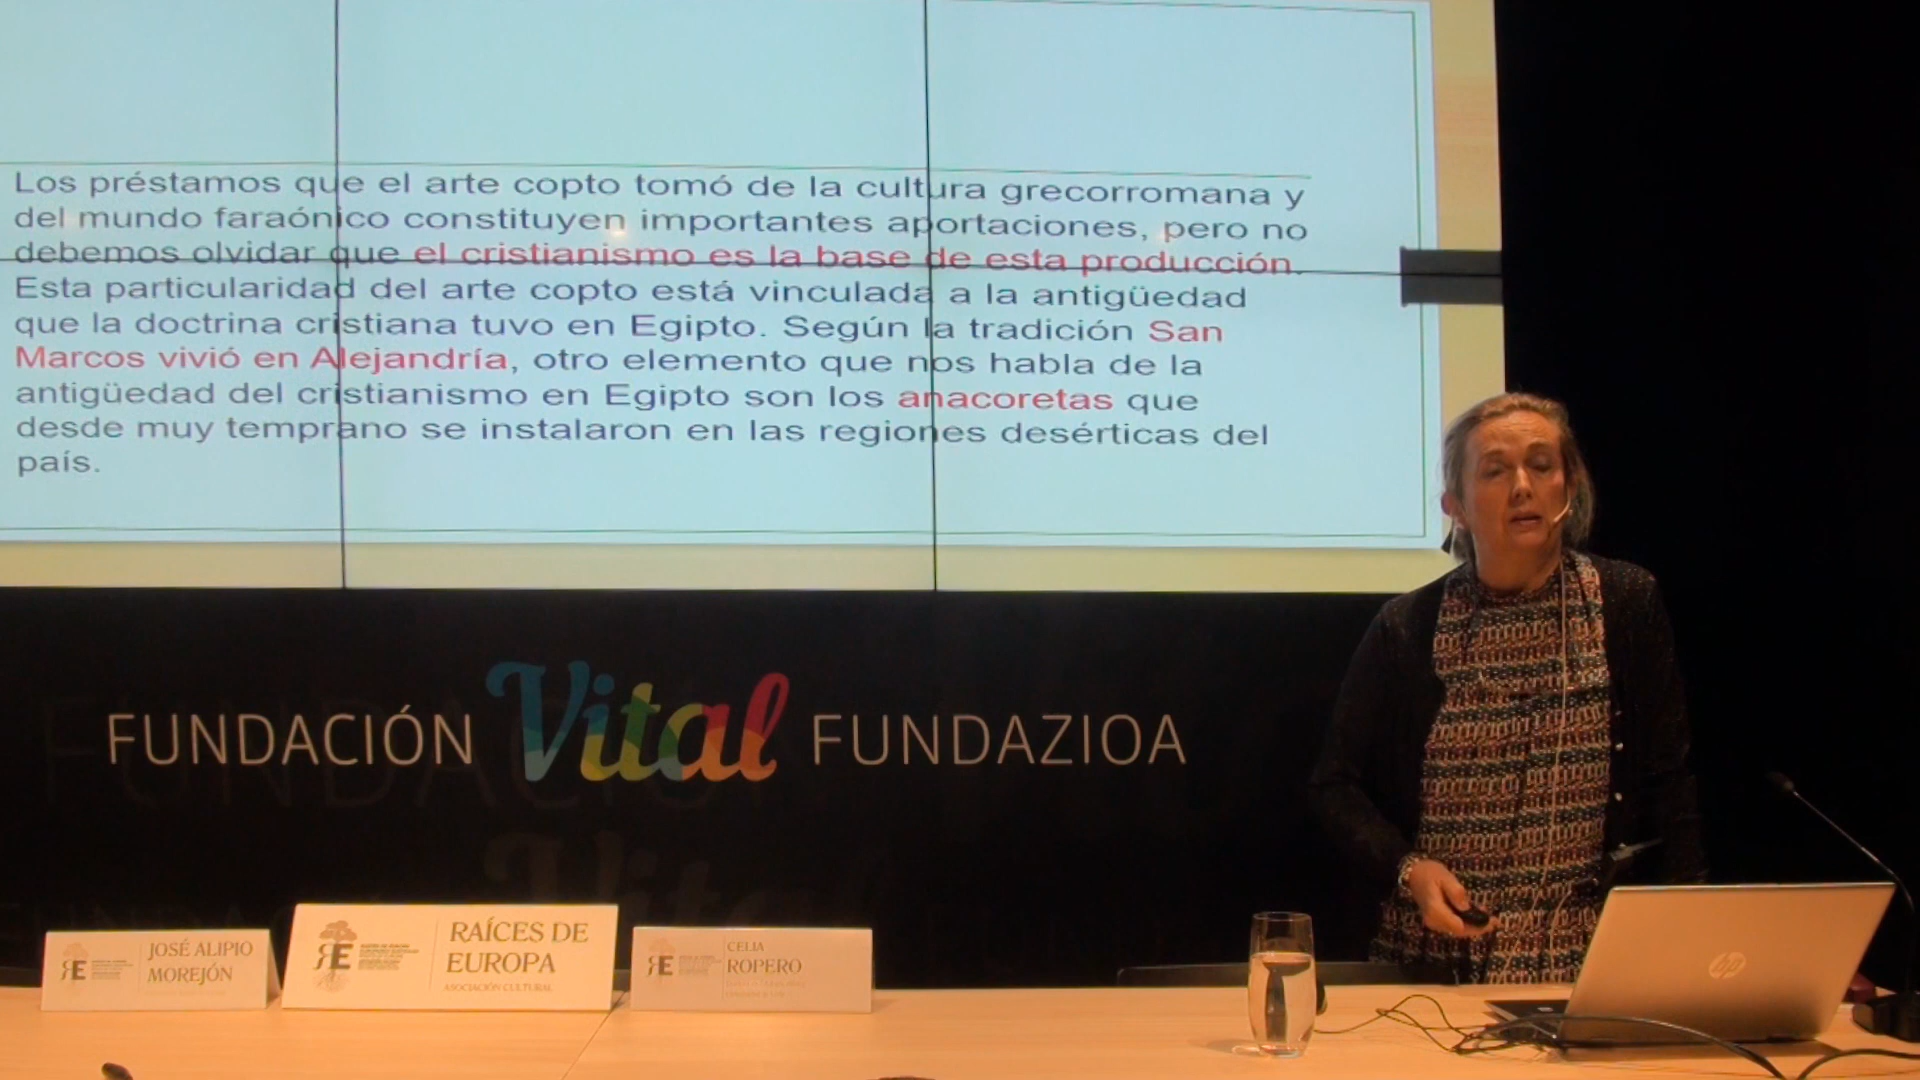 Los préstamos que el arte copto tomó de la cultura grecorromana y
del mundo faraónico constituyen importantes aportaciones, pero no
debemos olvidar que el cristianismo es la base de esta producción.
Esta particularidad del arte copto está vinculada a la antigüedad
que la doctrina cristiana tuvo en Egipto. Según la tradición San
Marcos vivió en Alejandría, otro elemento que nos habla de la
antigüedad del cristianismo en Egipto son los anacoretas que
desde muy temprano se instalaron en las regiones desérticas del
país.
FUNDACIÓN Vital FUNDAZIOA
RE
JOSÉ ALIPIO
MOREJÓN
RE
RAÍCES DE
EUROPA
ASOCIACIÓN CULTURAL
RE
CELIA
ROPERO
hp